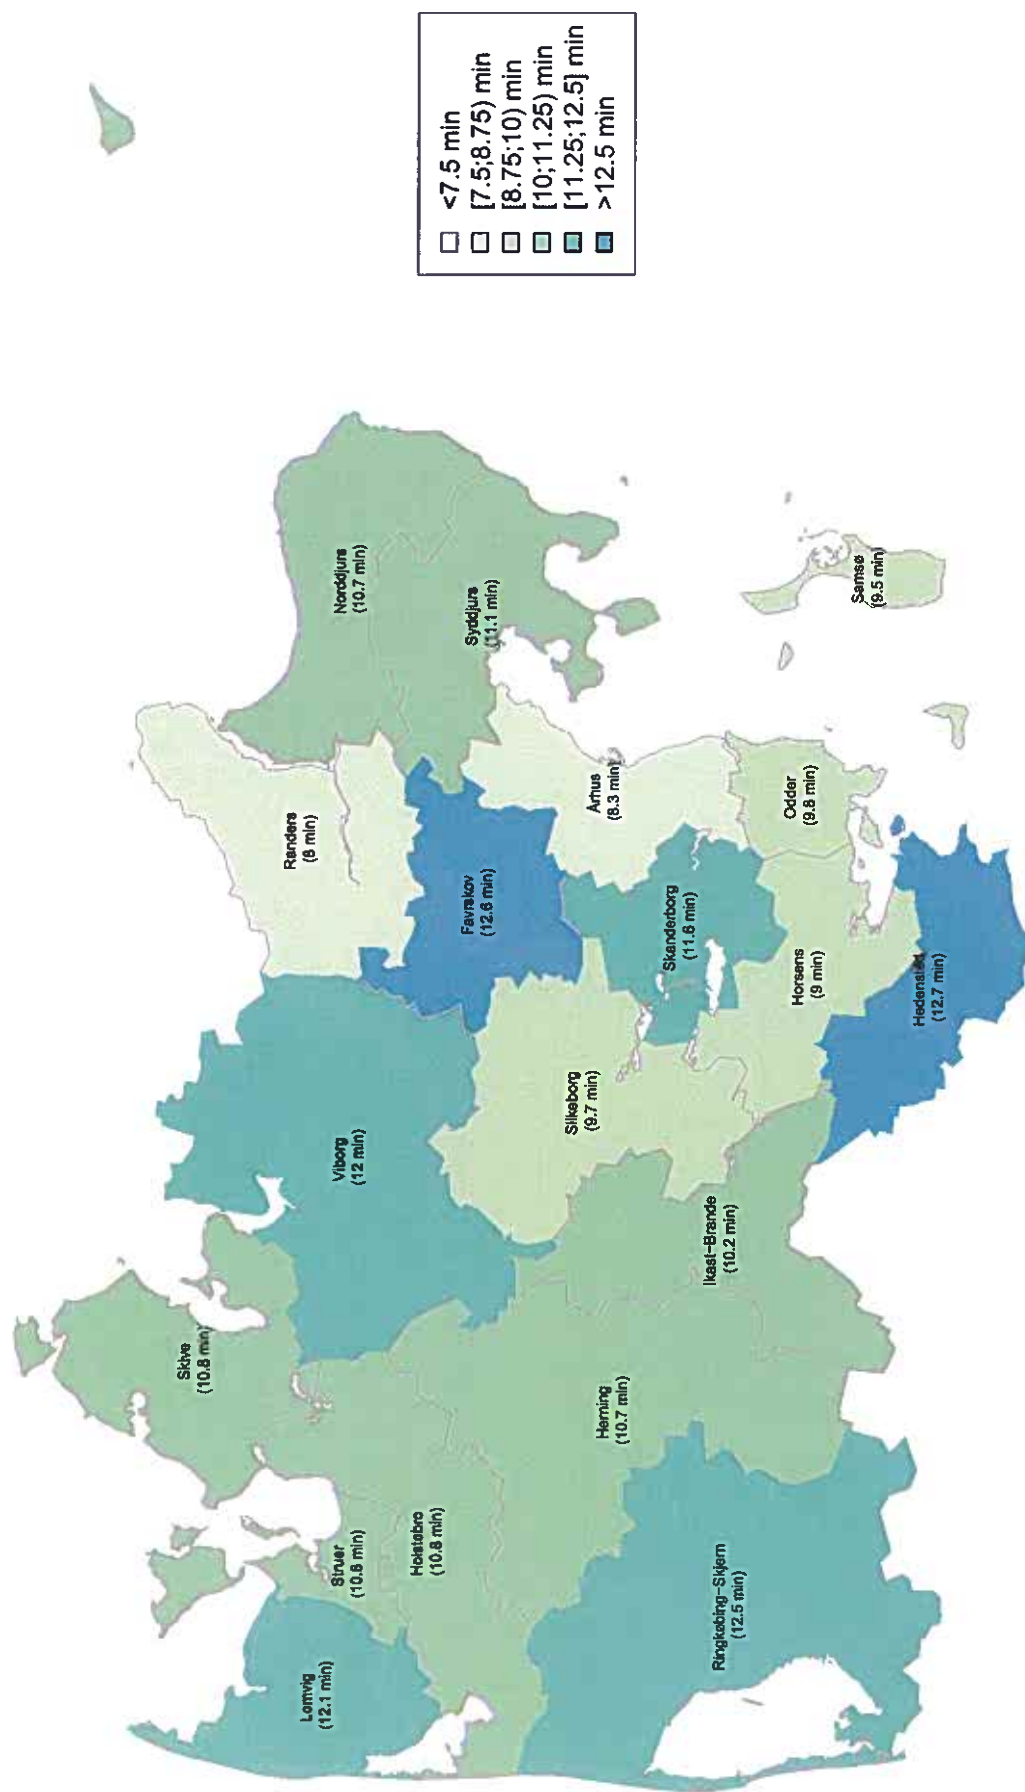 Skive
(10.8 min)
Randers
(8 min)
Lemvig
(12.1 min)
Struer
(10.8 min)
Viborg
(12 min)
Norddjurs
(10.7 min)
Holstebro
(10.8 min)
Favrskov
(12.6 min)
Syddjurs
(11.1 min)
<7.5 min
[7.5;8.75) min
[8.75;10) min
[10;11.25) min
[11.25;12.5] min
>12.5 min
Silkeborg
(9.7 min)
Århus
(8.3 min)
Herning
(10.7 min)
Skanderborg
(11.6 min)
Ikast-Brande
(10.2 min)
Ringkøbing-Skjern
(12.5 min)
Odder
(9.8 min)
Horsens
(9 min)
Samsø
(9.5 min)
Hedensted
(12.7 min)